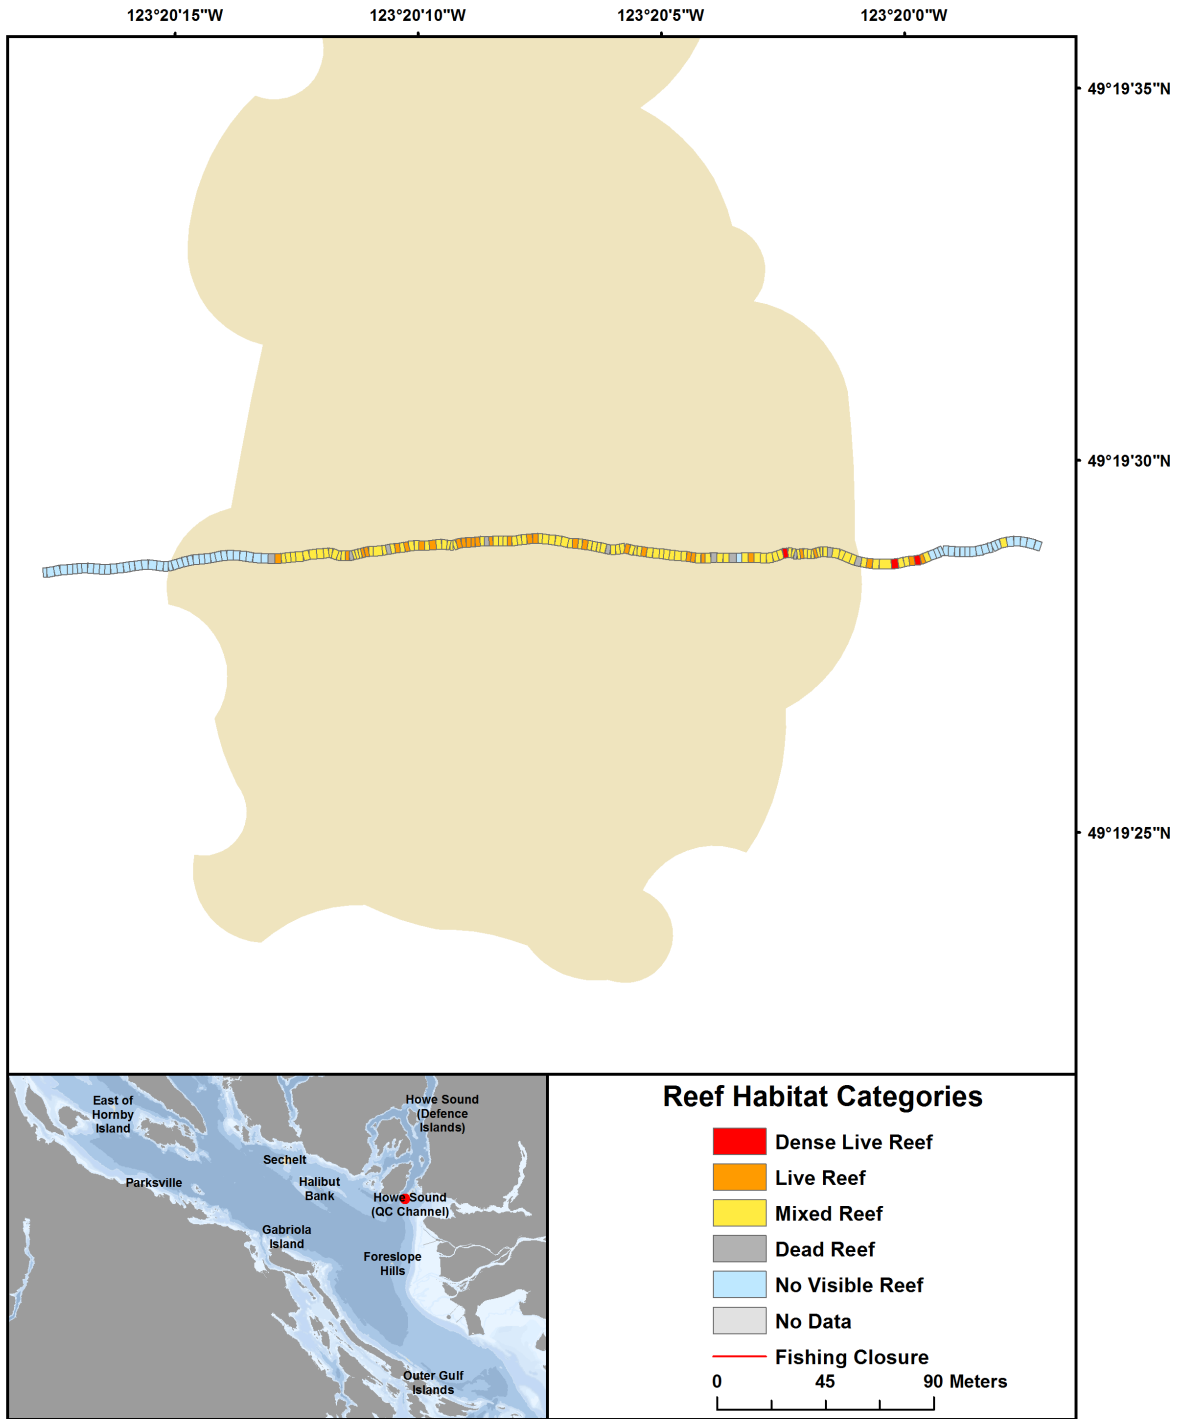 123°20'15"W
123°20'10"W
123°20'5"W
123°20'0"W
49°19'35"N
49°19'30"N
49°19'25"N
East of
Hornby
Island
Howe Sound
(Defence
Islands)
Sechelt
Parksville
Halibut
Bank
Howe Sound
(QC Channel)
Gabriola
Island
Foreslope
Hills
Outer Gulf
Islands
Reef Habitat Categories
Dense Live Reef
Live Reef
Mixed Reef
Dead Reef
No Visible Reef
No Data
Fishing Closure
0 45 90 Meters